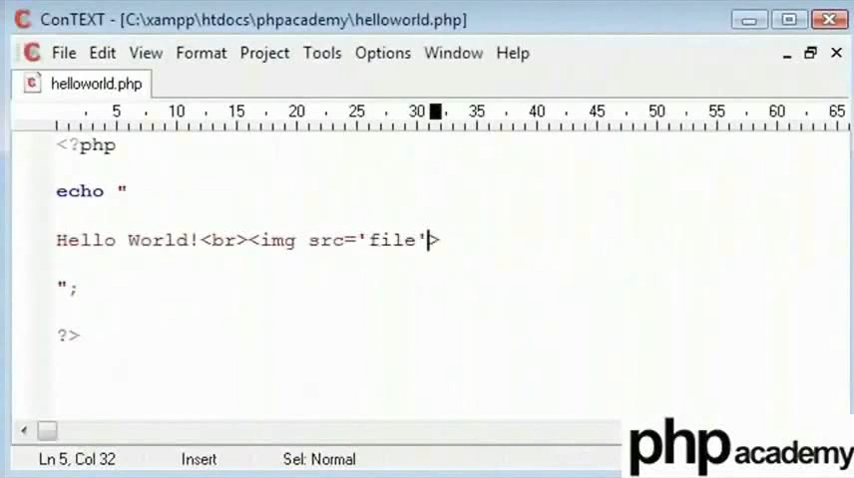 ConTEXT - [C:\xampp\htdocs\phpacademy\helloworld.php]
File Edit View Format Project Tools Options Window Help
helloworld.php
5 10 15 20 25 30 35 40 45 50 55 60 65
<?php
echo "
Hello World!<br><img src='file'>
";
?>
Ln 5, Col 32 Insert Sel: Normal
php academy